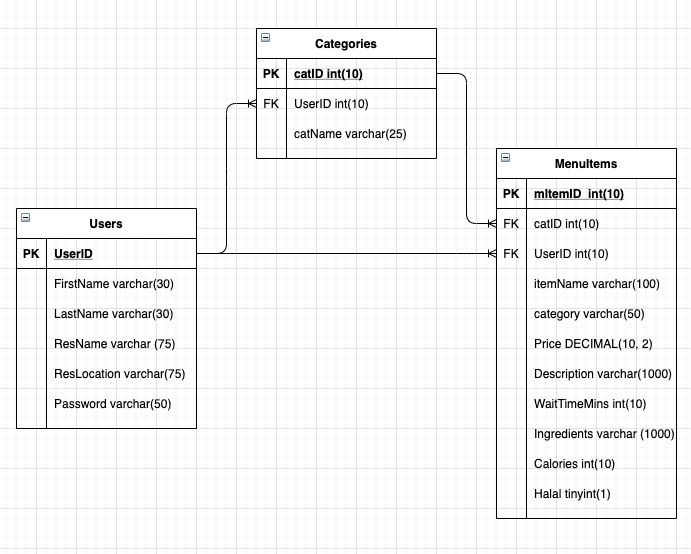 Categories
PK catID int(10)
FK UserID int(10)
catName varchar(25)
MenuItems
PK mItemID int(10)
FK catID int(10)
FK UserID int(10)
itemName varchar(100)
category varchar(50)
Price DECIMAL(10, 2)
Description varchar(1000)
WaitTimeMins int(10)
Ingredients varchar (1000)
Calories int(10)
Halal tinyint(1)
Users
PK UserID
FirstName varchar(30)
LastName varchar(30)
ResName varchar (75)
ResLocation varchar(75)
Password varchar(50)